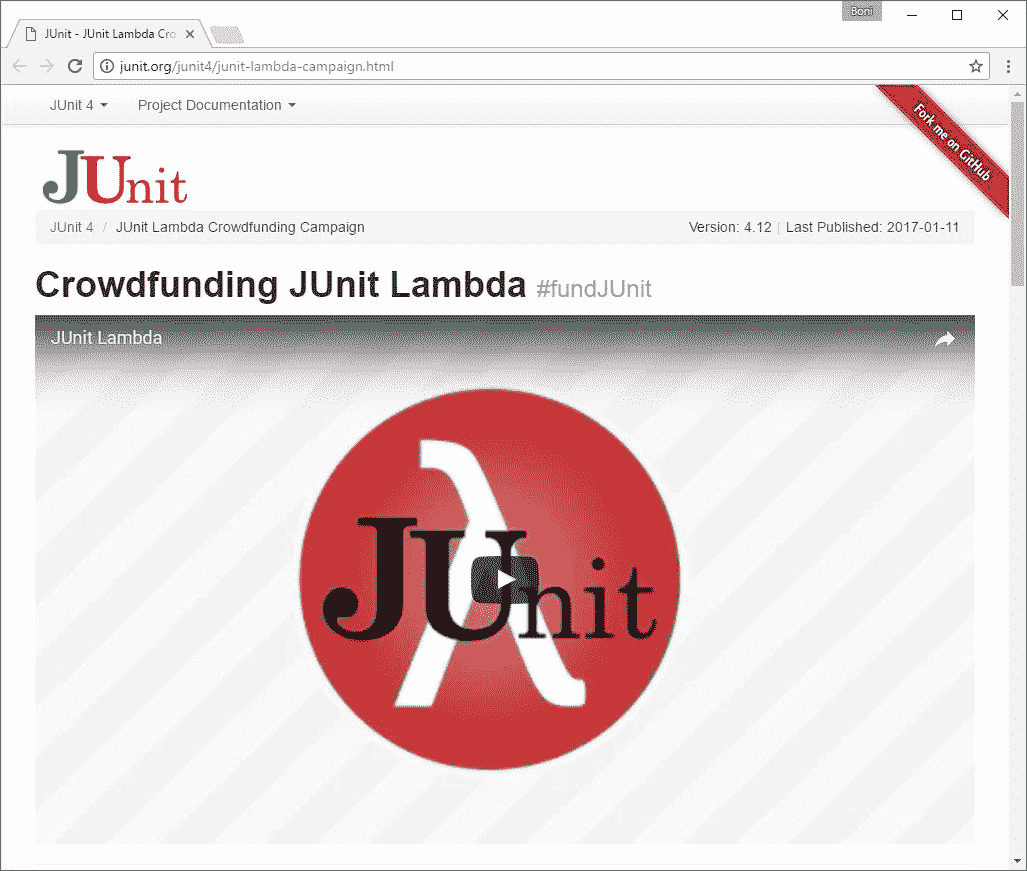 Boni
JUnit - JUnit Lambda Cro
junit.org/junit4/junit-lambda-campaign.html
JUnit 4 Project Documentation
Fork me on GitHub
JUnit
JUnit 4 / JUnit Lambda Crowdfunding Campaign Version: 4.12 | Last Published: 2017-01-11
Crowdfunding JUnit Lambda #fundJUnit
JUnit Lambda
λ
JUnit